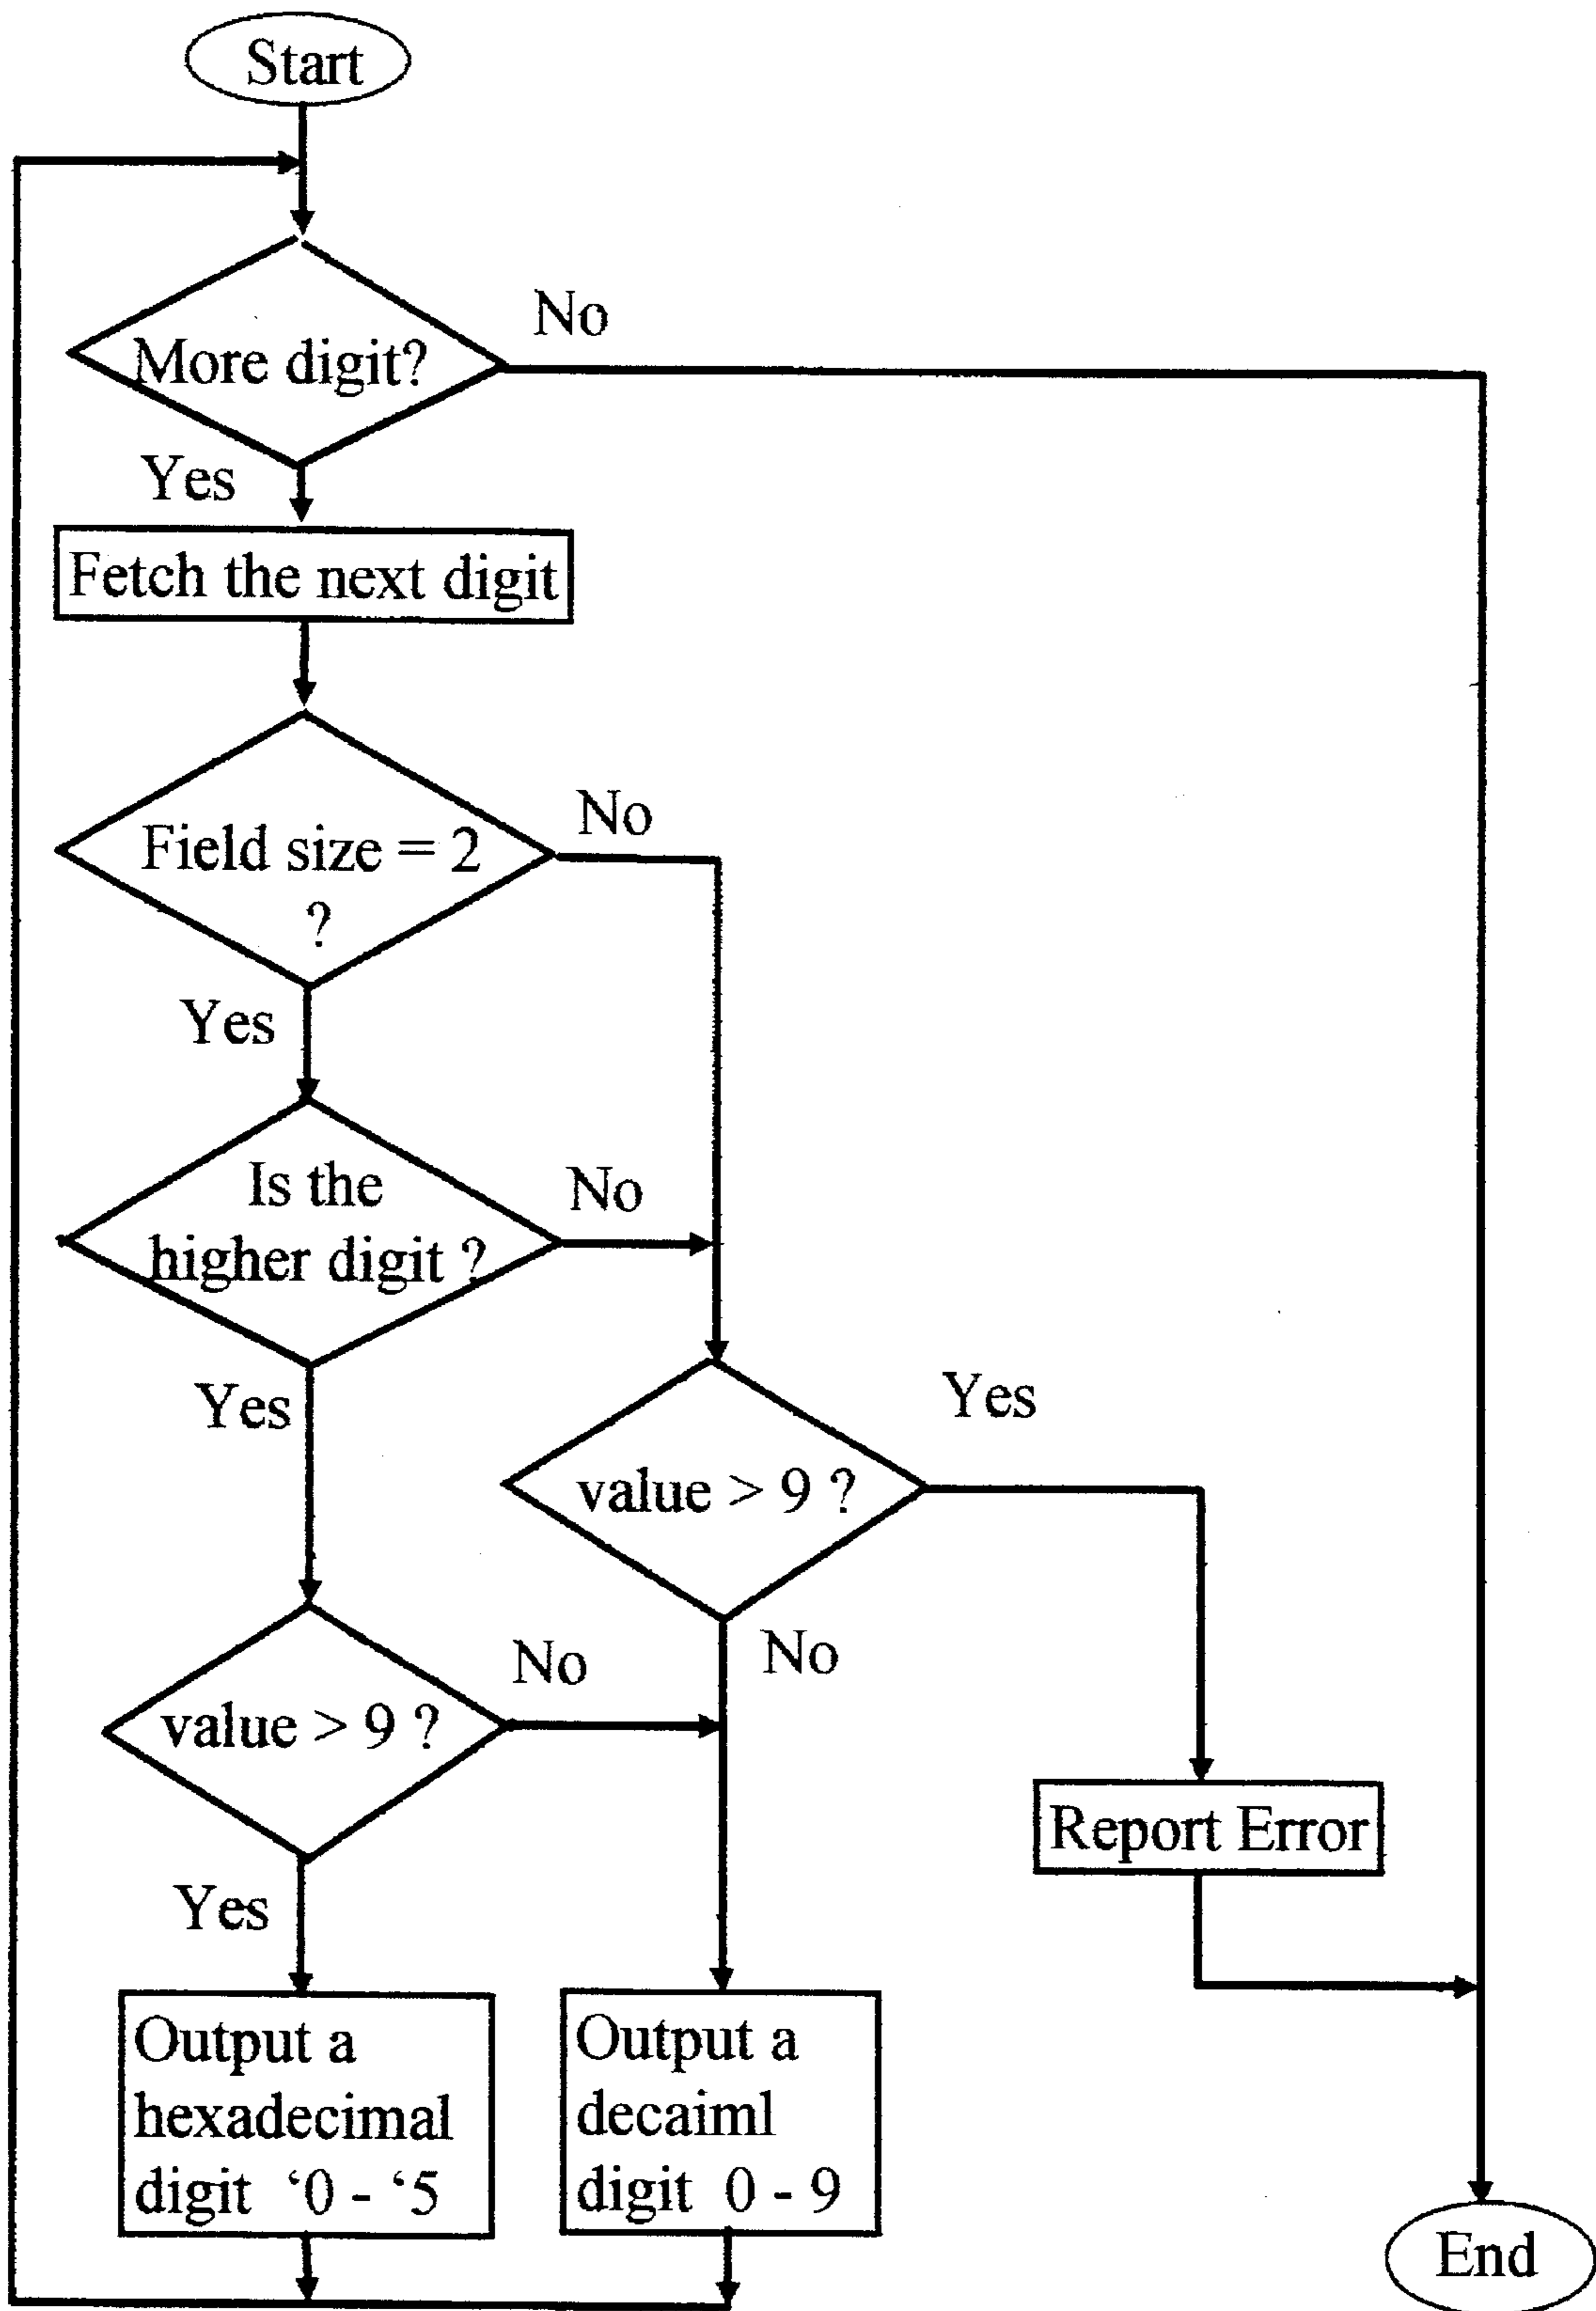 Start
No
More digit?
Yes
Fetch the next digit
No
Field size = 2
?
Yes
Is the
No
higher digit ?
Yes
Yes
value > 9 ?
No
No
value > 9 ?
Report Error
Yes
Output a
hexadecimal
digit ‘0 - ‘5
Output a
decaiml
digit 0 - 9
End